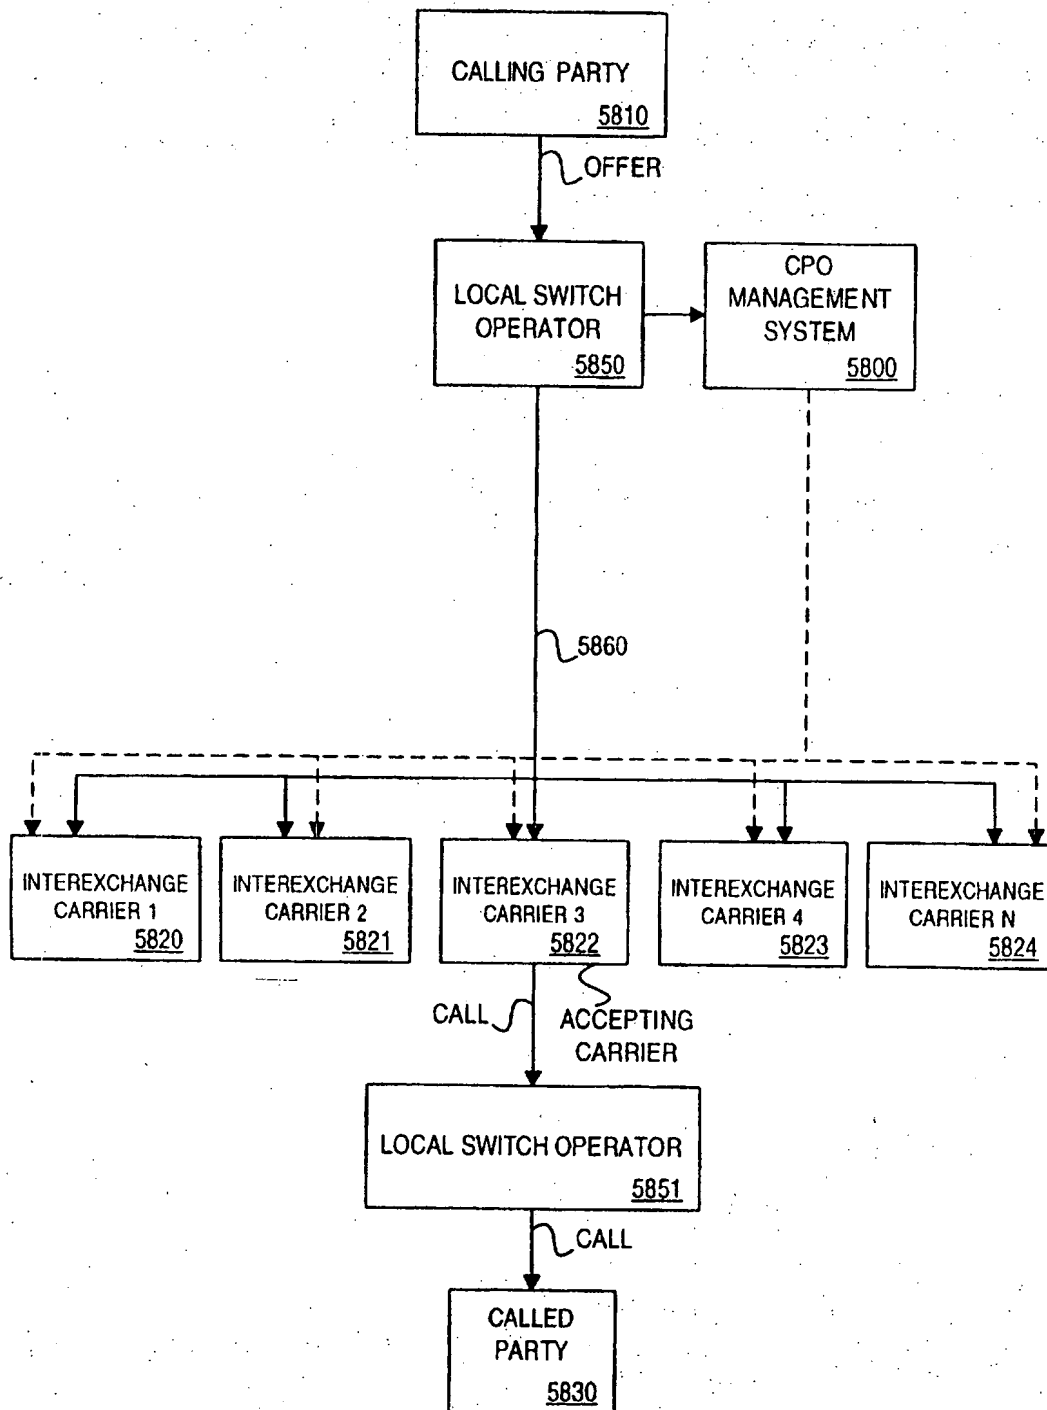 CALLING PARTY
5810
OFFER
LOCAL SWITCH
OPERATOR
5850
CPO
MANAGEMENT
SYSTEM
5800
5860
INTEREXCHANGE
CARRIER 1
5820
INTEREXCHANGE
CARRIER 2
5821
INTEREXCHANGE
CARRIER 3
5822
INTEREXCHANGE
CARRIER 4
5823
INTEREXCHANGE
CARRIER N
5824
CALL
ACCEPTING
CARRIER
LOCAL SWITCH OPERATOR
5851
CALL
CALLED
PARTY
5830